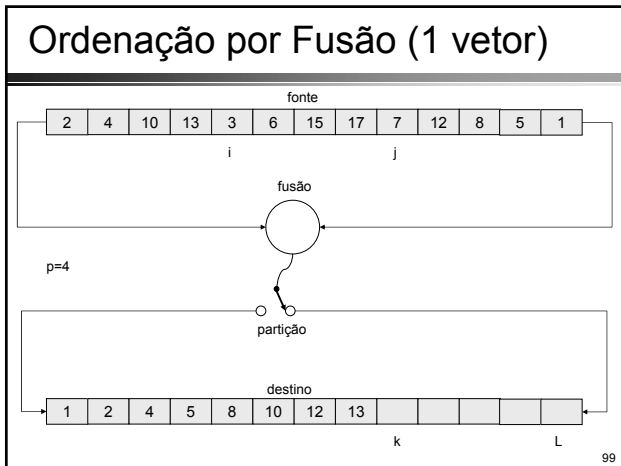 Ordenação por Fusão (1 vetor)
fonte
2 4 10 13 3 6 15 17 7 12 8 5 1
i j
fusão
p=4
partição
destino
1 2 4 5 8 10 12 13
k L
99